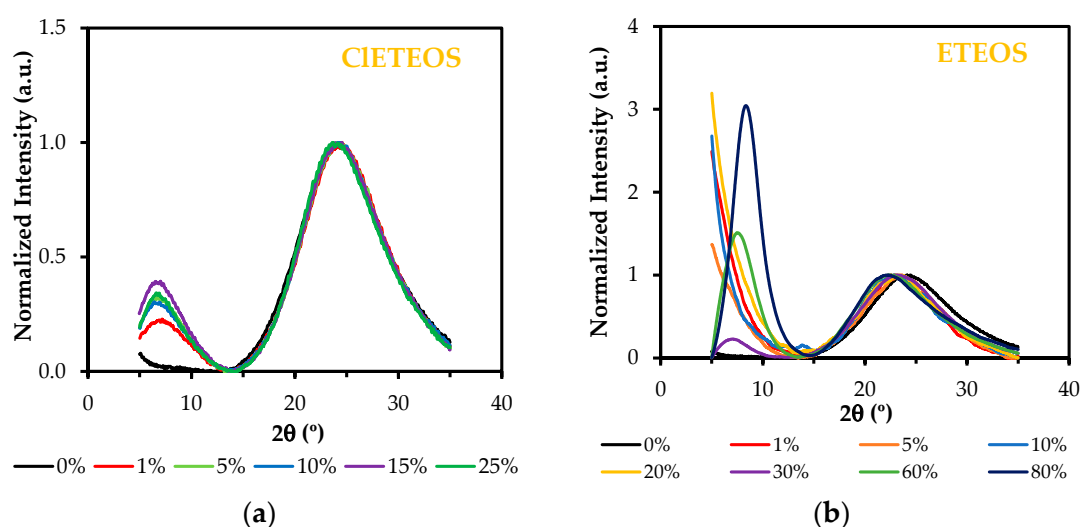 ClETEOS
Normalized Intensity (a.u.)
1.5
1.0
0.5
0.0
0 10 20 30 40
2θ (º)
0% 1% 5% 10% 15% 25%
(a)
ETEOS
Normalized Intensity (a.u.)
4
3
2
1
0
0 10 20 30 40
2θ (º)
0% 1% 5% 10%
20% 30% 60% 80%
(b)